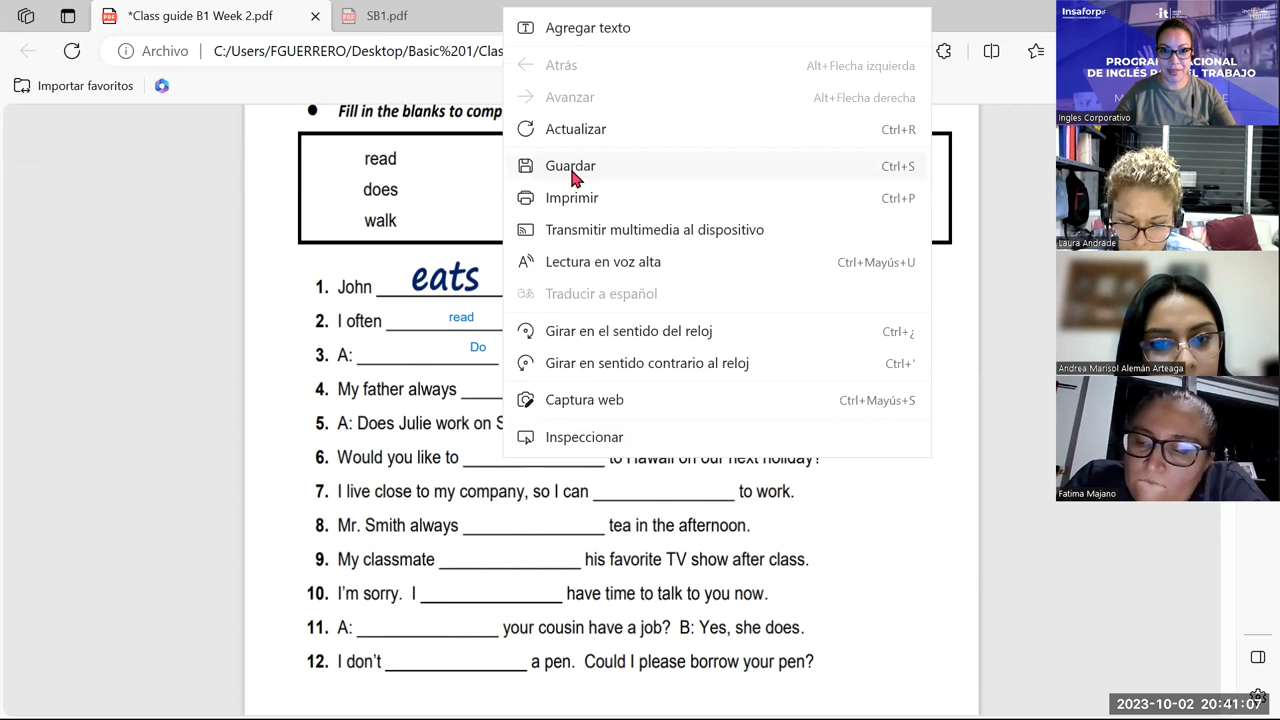 *Class guide B1 Week 2.pdf
SB1.pdf
Archivo
C:/Users/FGUERRERO/Desktop/Basic%201/Clas
Importar favoritos
Agregar texto
Atrás Alt+Flecha izquierda
Avanzar Alt+Flecha derecha
Actualizar Ctrl+R
Guardar Ctrl+S
Imprimir Ctrl+P
Transmitir multimedia al dispositivo
Lectura en voz alta Ctrl+Mayús+U
Traducir a español
Girar en el sentido del reloj Ctrl+¿
Girar en sentido contrario al reloj Ctrl+'
Captura web Ctrl+Mayús+S
Inspeccionar
Fill in the blanks to comp
read
does
walk
1. John eats
2. I often read
3. A: Do
4. My father always
5. A: Does Julie work on S
6. Would you like to ____ to Hawaii on our next holiday?
7. I live close to my company, so I can ____ to work.
8. Mr. Smith always ____ tea in the afternoon.
9. My classmate ____ his favorite TV show after class.
10. I'm sorry. I ____ have time to talk to you now.
11. A: ____ your cousin have a job? B: Yes, she does.
12. I don't ____ a pen. Could I please borrow your pen?
Insaforp
it
DE INGLÉS TRABAJO
Ingles Corporativo
Laura Andrade
Andrea Marisol Alemán Arteaga
Fatima Majano
2023-10-02 20:41:07